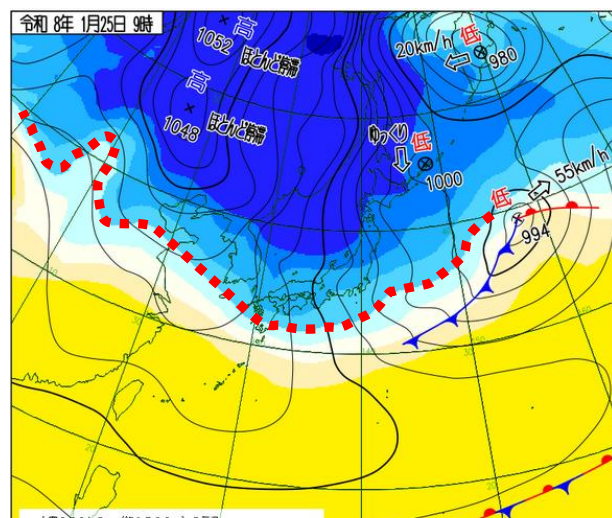 令和 8年 1月25日 9時
高
1052
ほとんど停滞
高
1048
ほとんど停滞
20km/h
低
980
ゆっくり
低
1000
低
55km/h
994